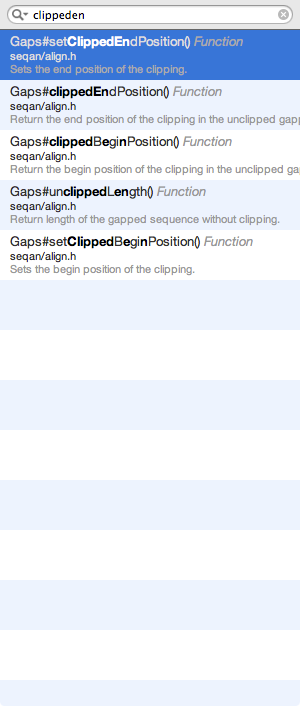 clippeden
Gaps#setClippedEndPosition() Function
seqan/align.h
Sets the end position of the clipping.
Gaps#clippedEndPosition() Function
seqan/align.h
Return the end position of the clipping in the unclipped gapp
Gaps#clippedBeginPosition() Function
seqan/align.h
Return the begin position of the clipping in the unclipped ga
Gaps#unclippedLength() Function
seqan/align.h
Return length of the gapped sequence without clipping.
Gaps#setClippedBeginPosition() Function
seqan/align.h
Sets the begin position of the clipping.